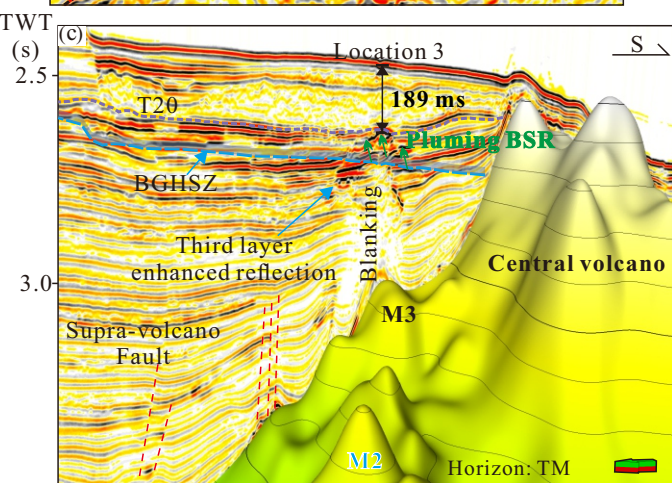 TWT
(s)
(c)
Location 3
S
2.5
189 ms
T20
Pluming BSR
BGHSZ
Third layer
enhanced reflection
Blanking
Central volcano
3.0
M3
Supra-volcano
Fault
M2
Horizon: TM